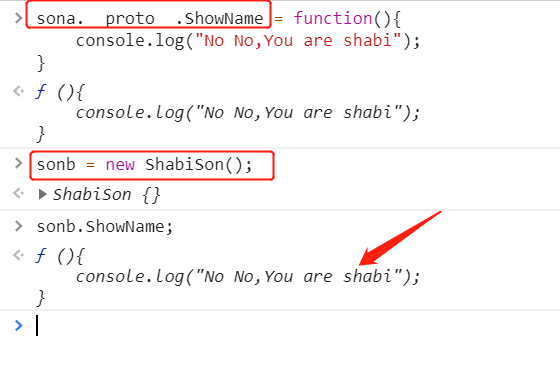 > sona.__proto__.ShowName = function(){
console.log("No No,You are shabi");
}
<· ƒ (){
console.log("No No,You are shabi");
}
> sonb = new ShabiSon();
<· ▶ ShabiSon {}
> sonb.ShowName;
<· ƒ (){
console.log("No No,You are shabi");
}
>